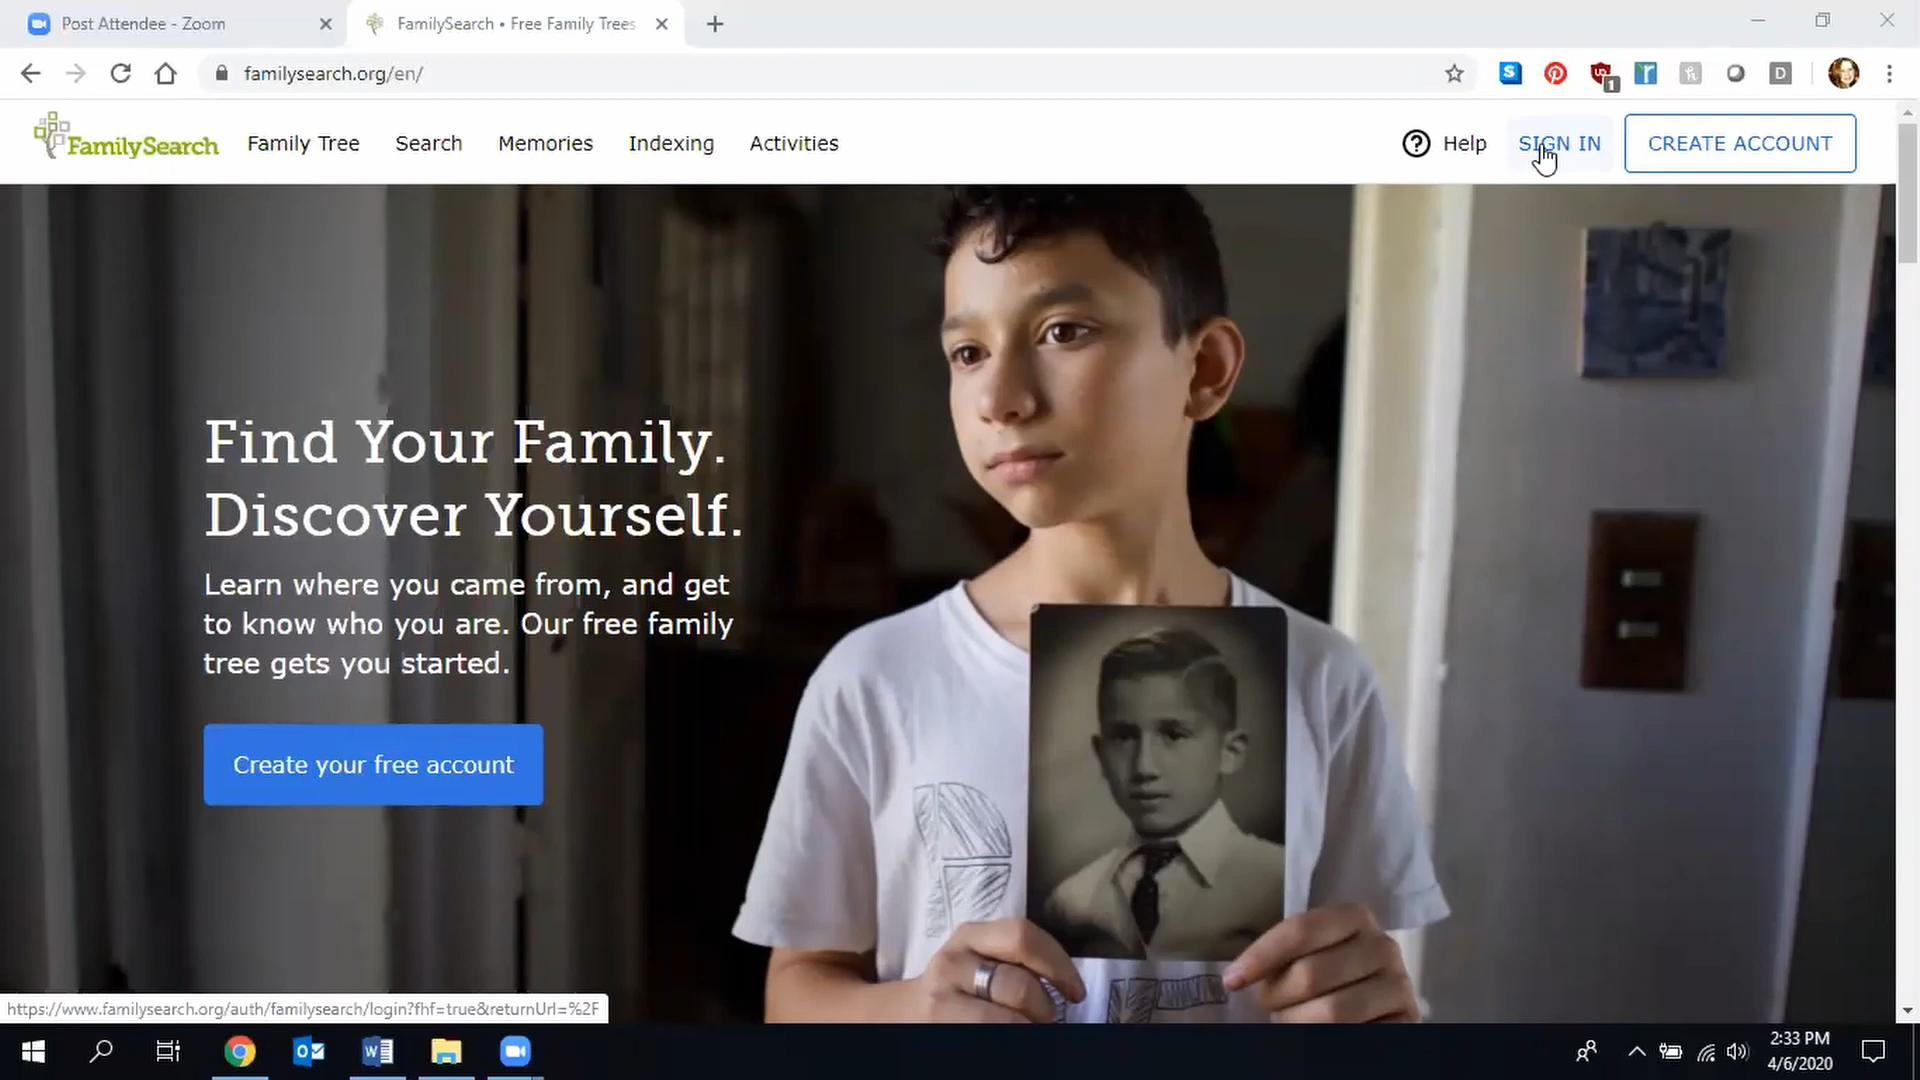 Post Attendee - Zoom
FamilySearch • Free Family Trees
familysearch.org/en/
1
FamilySearch
Family Tree
Search
Memories
Indexing
Activities
Help
SIGN IN
CREATE ACCOUNT
Find Your Family.
Discover Yourself.
Learn where you came from, and get
to know who you are. Our free family
tree gets you started.
Create your free account
https://www.familysearch.org/auth/familysearch/login?fhf=true&returnUrl=%2F
2:33 PM
4/6/2020